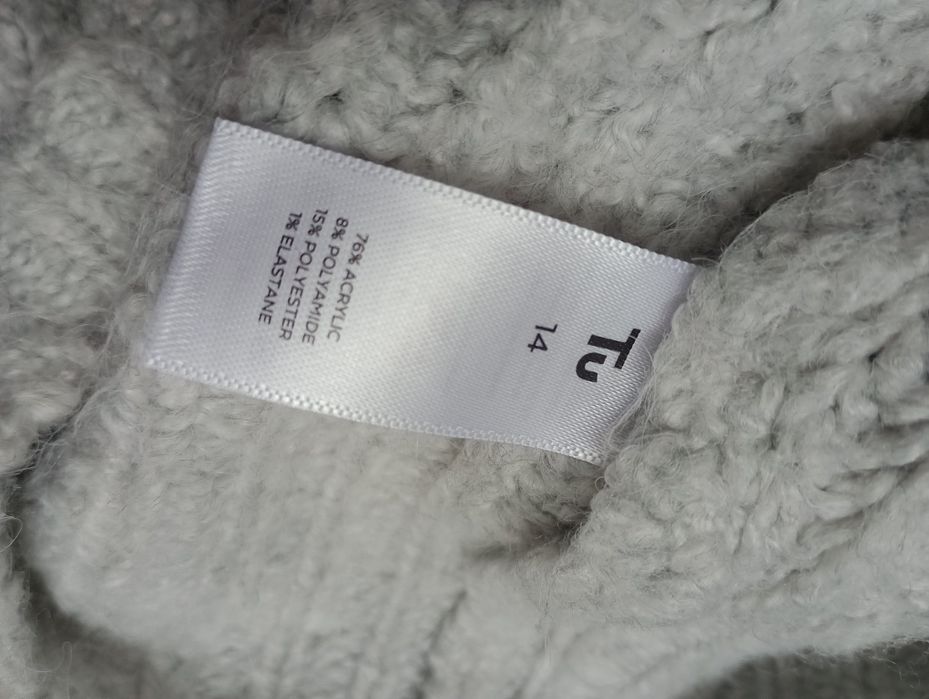 Tu
14
76% ACRYLIC
8% POLYAMIDE
15% POLYESTER
1% ELASTANE